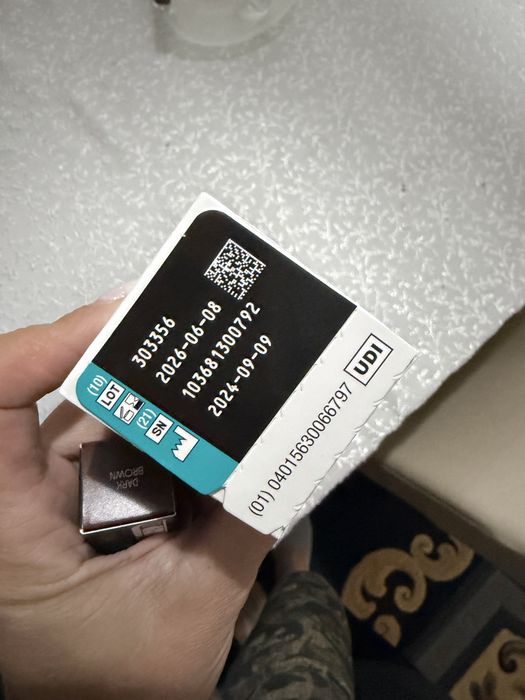 (10) LOT 303356
2026-06-08
(21) SN 103681300792
2024-09-09
(01) 04015630066797 UDI
DARK
BROWN